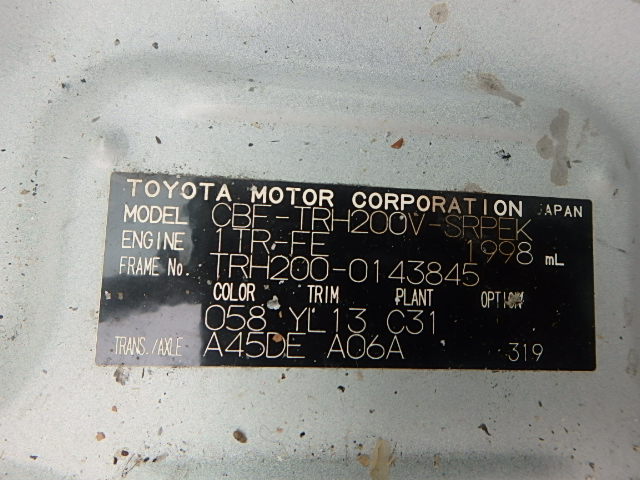 TOYOTA MOTOR CORPORATION JAPAN
MODEL CBF-TRH200V-SRPEK
ENGINE 1TR-FE 1998 mL
FRAME No. TRH200-0143845
COLOR TRIM PLANT OPTION
058 YL13 C31
TRANS./AXLE A45DE A06A 319